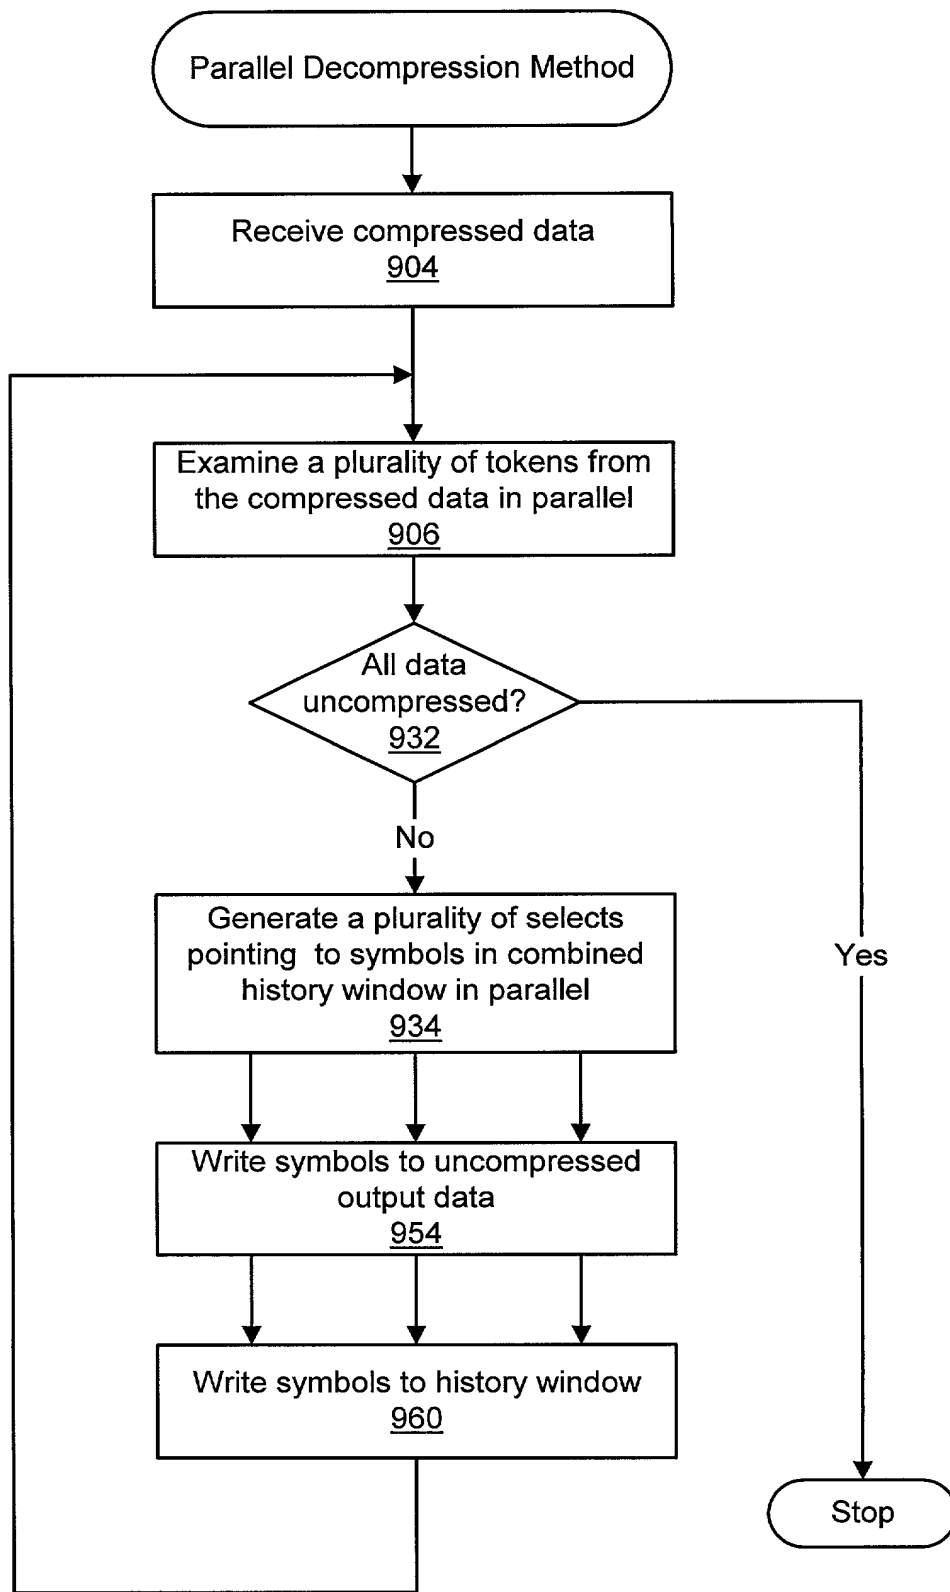 Parallel Decompression Method
Receive compressed data
904
Examine a plurality of tokens from
the compressed data in parallel
906
All data
uncompressed?
932
No
Generate a plurality of selects
pointing to symbols in combined
history window in parallel
934
Yes
Write symbols to uncompressed
output data
954
Write symbols to history window
960
Stop